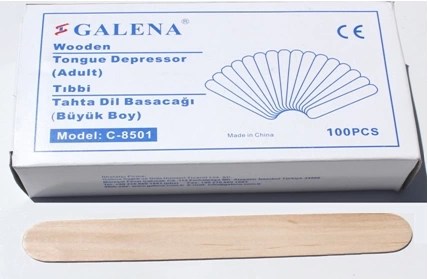 GALENA®
CE
Wooden
Tongue Depressor
(Adult)
Tıbbi
Tahta Dil Basacağı
(Büyük Boy)
Model: C-8501
Made in China
100PCS